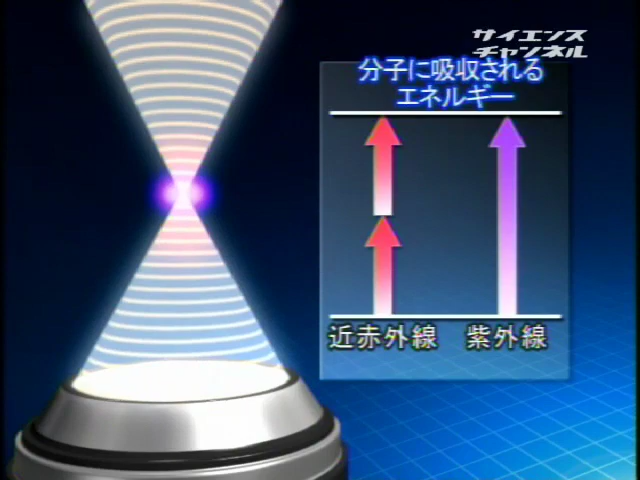 サイエンス
チャンネル
分子に吸収される
エネルギー
近赤外線 紫外線